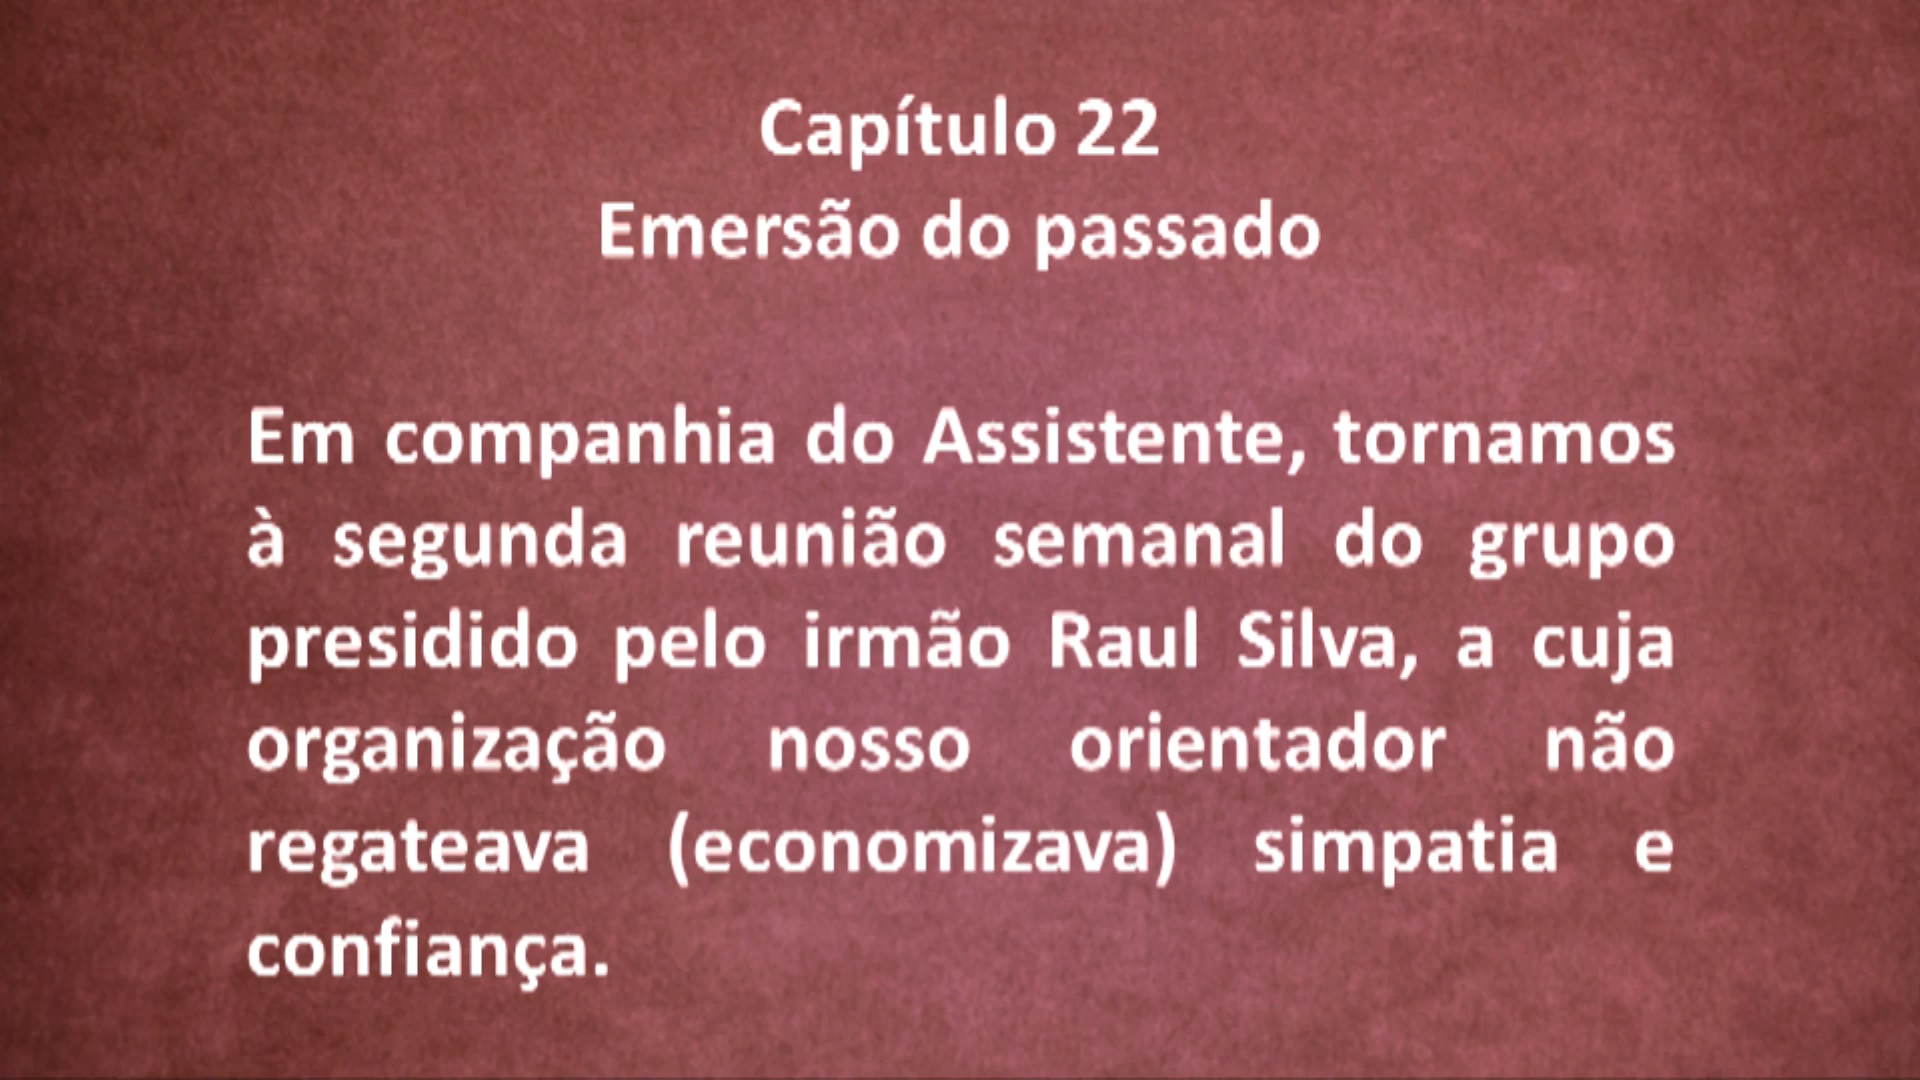 Capítulo 22
Emersão do passado
Em companhia do Assistente, tornamos
à segunda reunião semanal do grupo
presidido pelo irmão Raul Silva, a cuja
organização nosso orientador não
regateava (economizava) simpatia e
confiança.